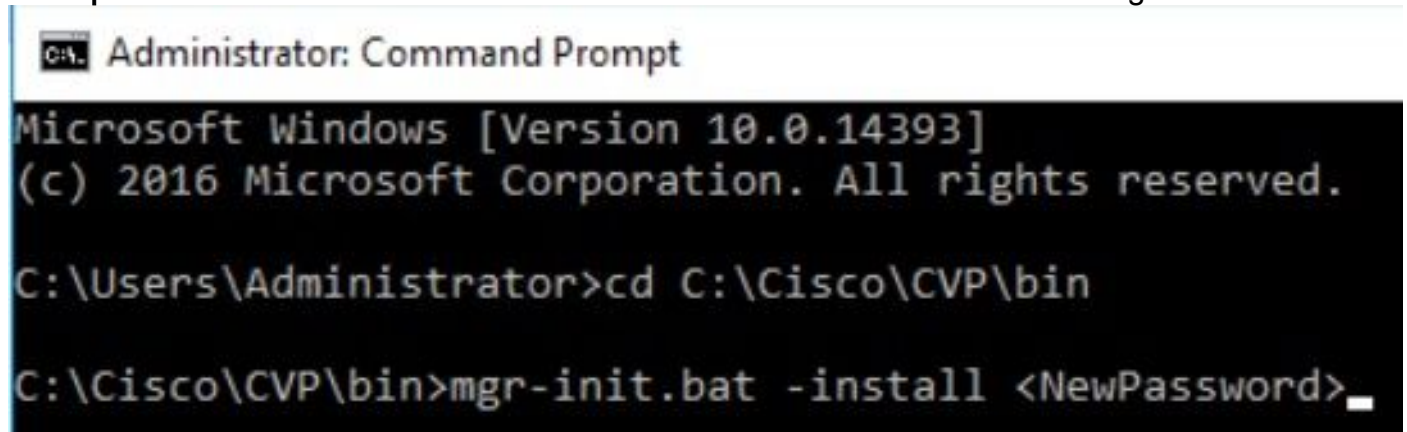 Administrator: Command Prompt
Microsoft Windows [Version 10.0.14393]
(c) 2016 Microsoft Corporation. All rights reserved.
C:\Users\Administrator>cd C:\Cisco\CVP\bin
C:\Cisco\CVP\bin>mgr-init.bat -install <NewPassword>